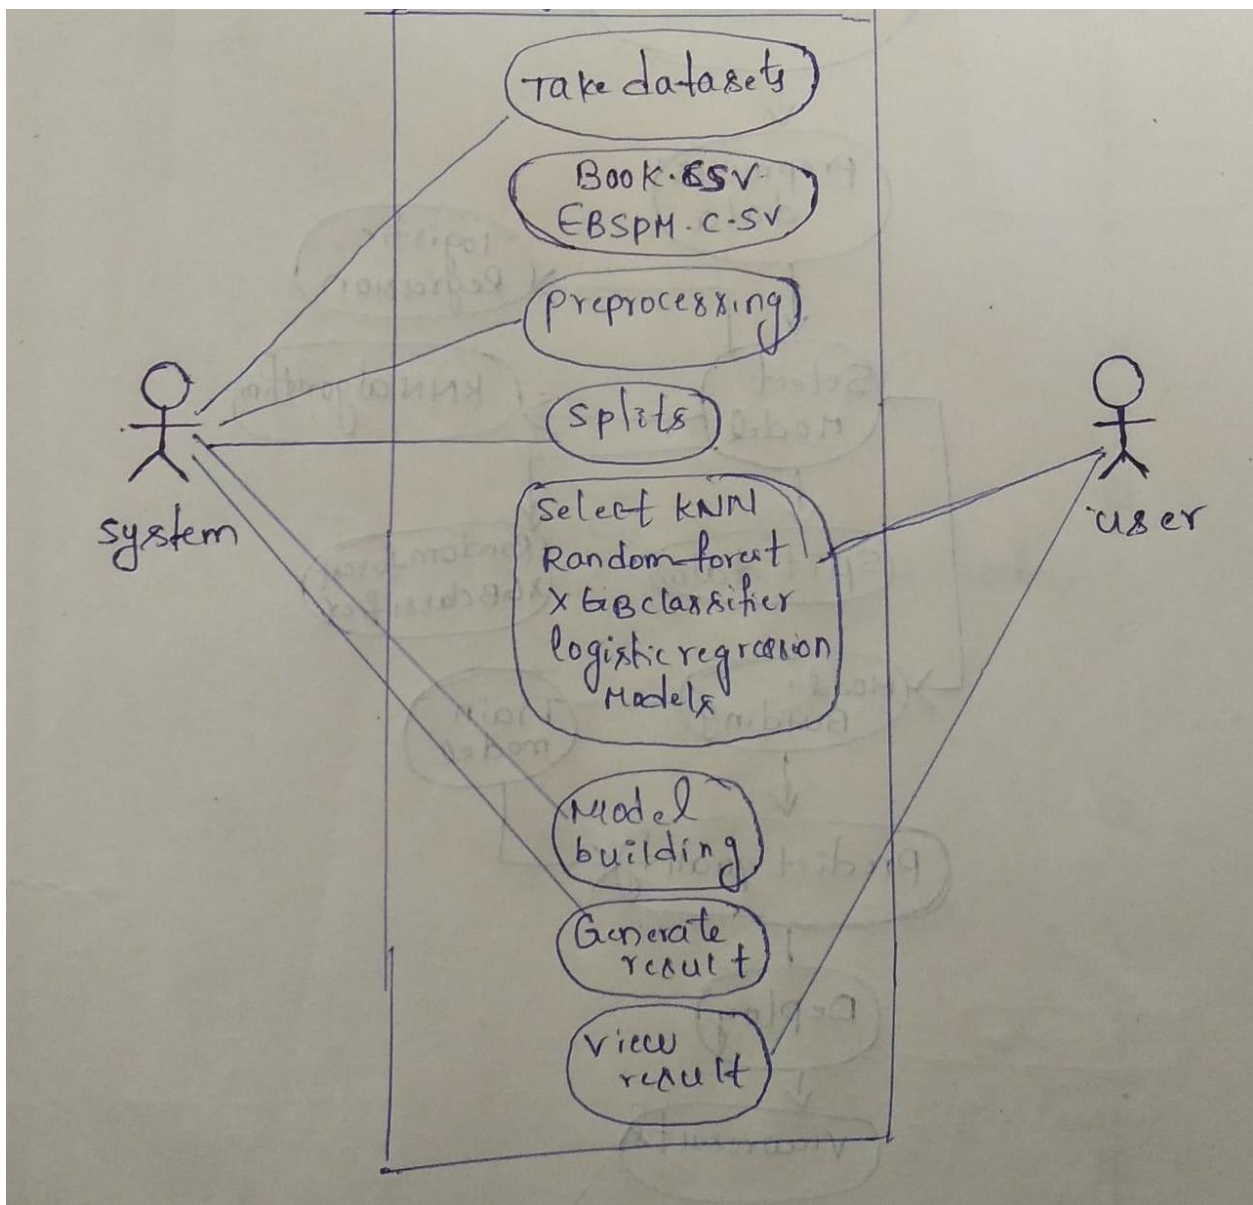 Take datasets
Book.CSV
EBSPM.C-SV
preprocessing
splits
system
user
Select KNN
Random forest
XGBclassifier
logistic regression
Models
Model
building
Generate
result
View
result